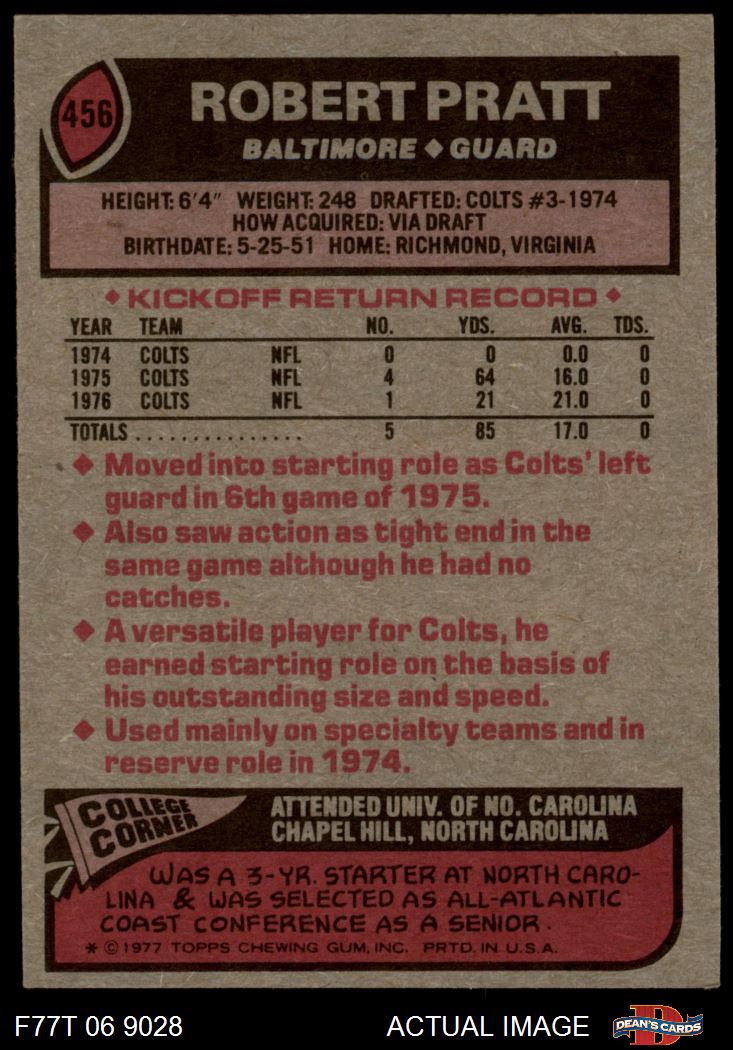 456
ROBERT PRATT
BALTIMORE ◆ GUARD
HEIGHT: 6'4" WEIGHT: 248 DRAFTED: COLTS #3-1974
HOW ACQUIRED: VIA DRAFT
BIRTHDATE: 5-25-51 HOME: RICHMOND, VIRGINIA
◆ KICKOFF RETURN RECORD ◆
YEAR TEAM NO. YDS. AVG. TDS.
1974 COLTS NFL 0 0 0.0 0
1975 COLTS NFL 4 64 16.0 0
1976 COLTS NFL 1 21 21.0 0
TOTALS ............... 5 85 17.0 0
◆ Moved into starting role as Colts' left
guard in 6th game of 1975.
◆ Also saw action as tight end in the
same game although he had no
catches.
◆ A versatile player for Colts, he
earned starting role on the basis of
his outstanding size and speed.
◆ Used mainly on specialty teams and in
reserve role in 1974.
COLLEGE
CORNER
ATTENDED UNIV. OF NO. CAROLINA
CHAPEL HILL, NORTH CAROLINA
WAS A 3-YR. STARTER AT NORTH CARO-
LINA & WAS SELECTED AS ALL-ATLANTIC
COAST CONFERENCE AS A SENIOR.
* © 1977 TOPPS CHEWING GUM, INC. PRTD. IN U.S.A.
F77T 06 9028 ACTUAL IMAGE
D
DEAN'S CARDS